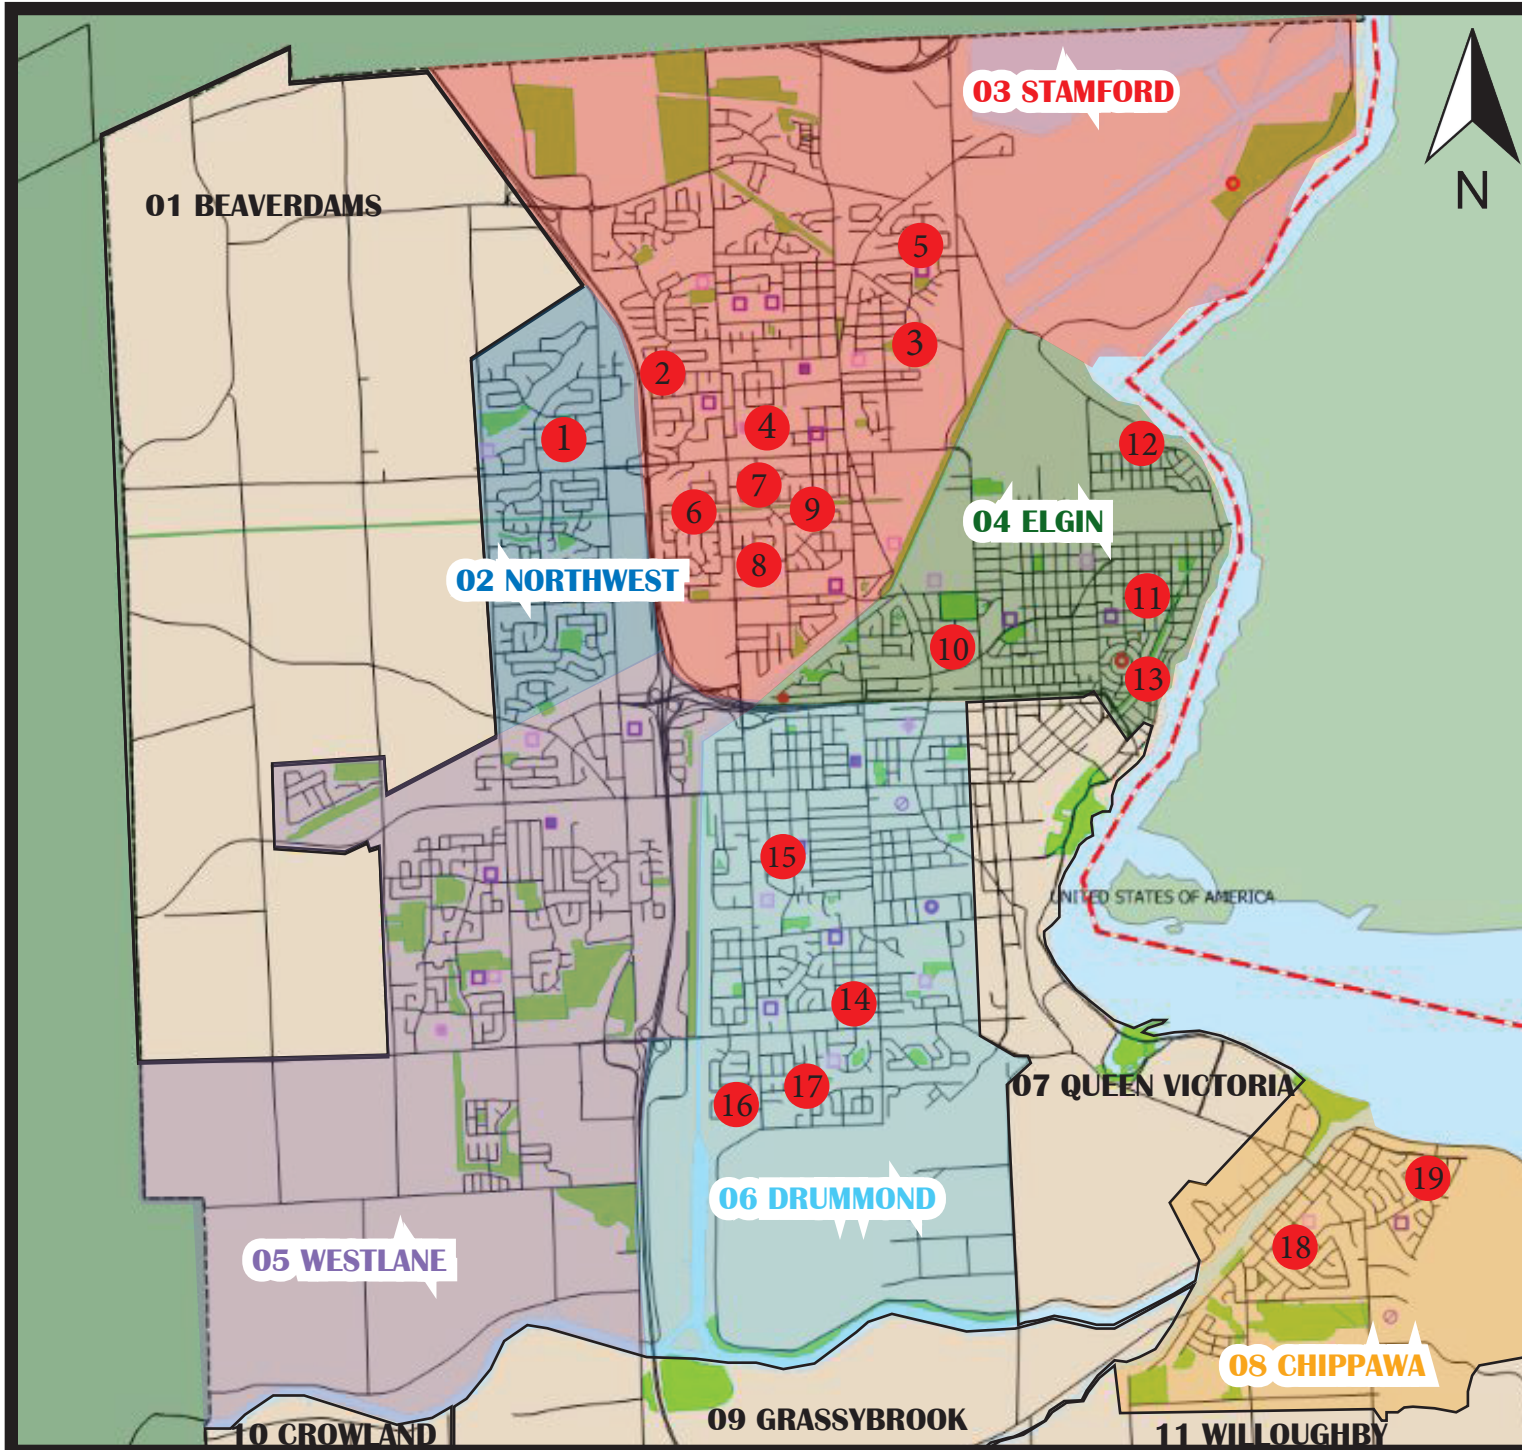 03 STAMFORD
N
01 BEAVERDAMS
5
3
2
4
1
12
7
6
9
04 ELGIN
8
02 NORTHWEST
11
10
13
15
UNITED STATES OF AMERICA
14
07 QUEEN VICTORIA
17
16
19
06 DRUMMOND
18
05 WESTLANE
08 CHIPPAWA
09 GRASSYBROOK
10 CROWLAND
11 WILLOUGHBY